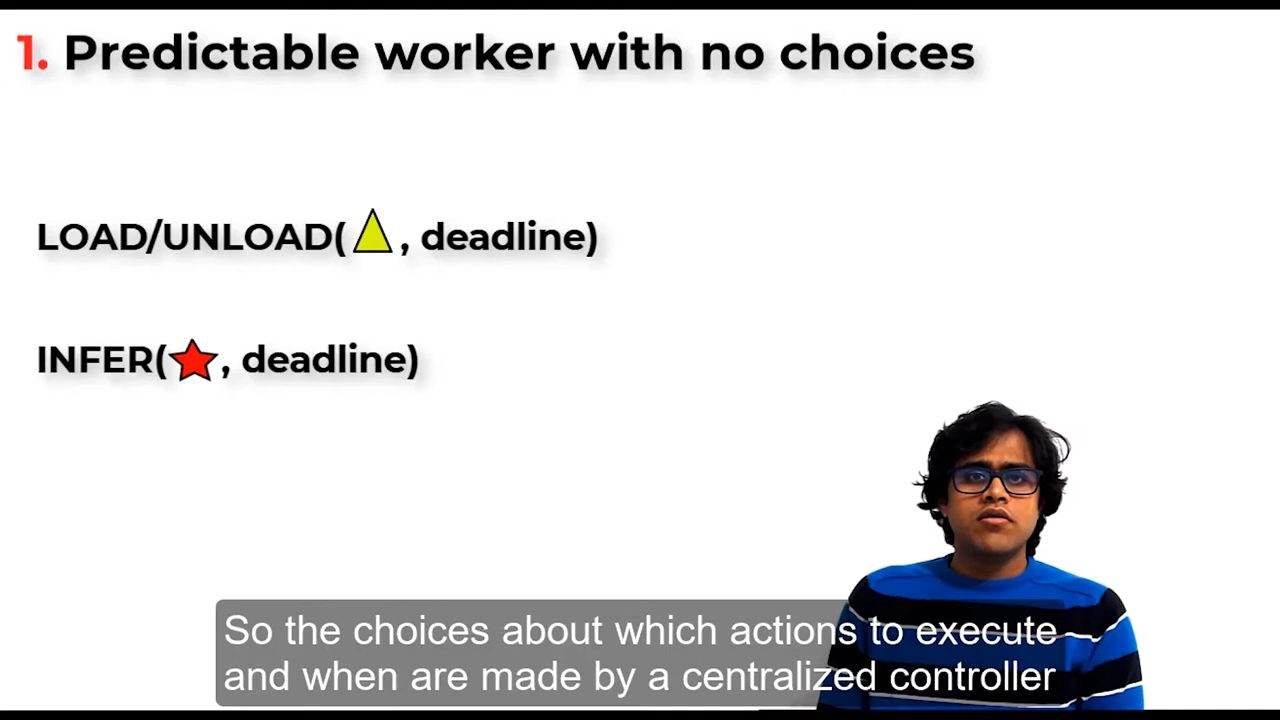 1. Predictable worker with no choices
LOAD/UNLOAD( , deadline)
INFER( , deadline)
So the choices about which actions to execute
and when are made by a centralized controller